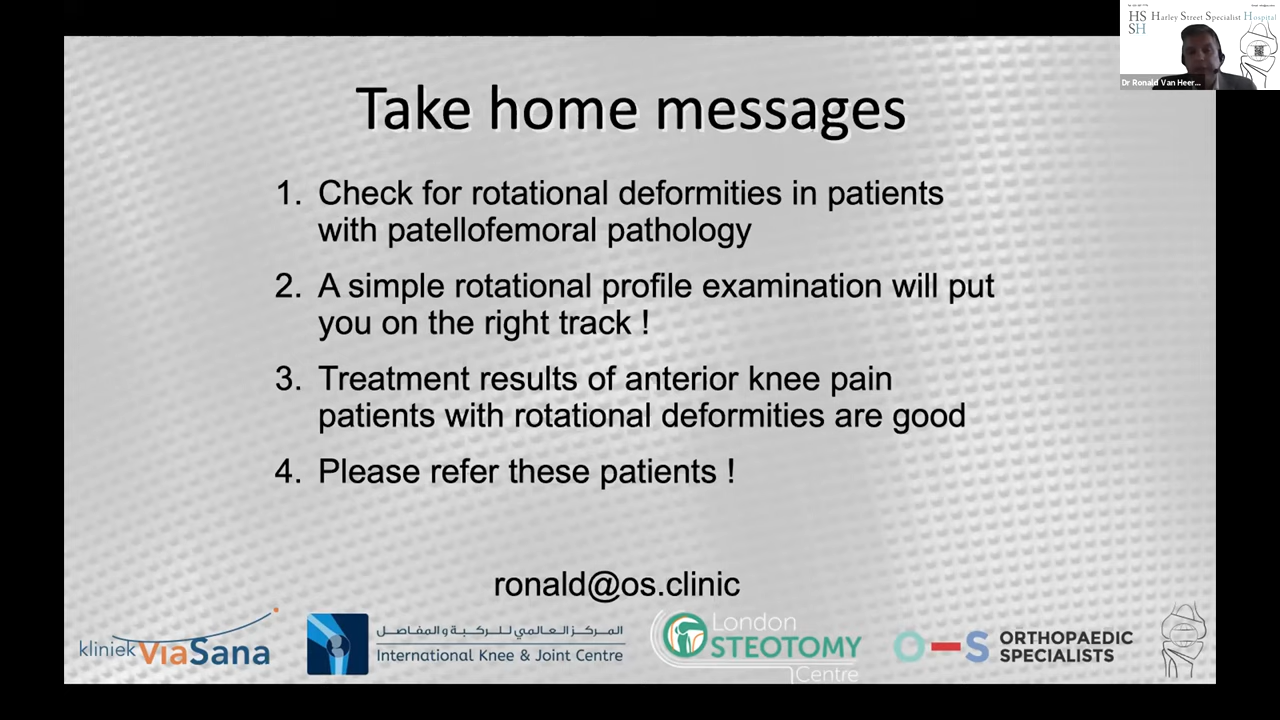 HS Harley Street Specialist Hospital
SH
Dr Ronald Van Heer...
Take home messages
1. Check for rotational deformities in patients
with patellofemoral pathology
2. A simple rotational profile examination will put
you on the right track !
3. Treatment results of anterior knee pain
patients with rotational deformities are good
4. Please refer these patients !
ronald@os.clinic
kliniek ViaSana
المركز العالمي للركبة والمفاصل
International Knee & Joint Centre
London
STEOTOMY
Centre
O-S ORTHOPAEDIC
SPECIALISTS